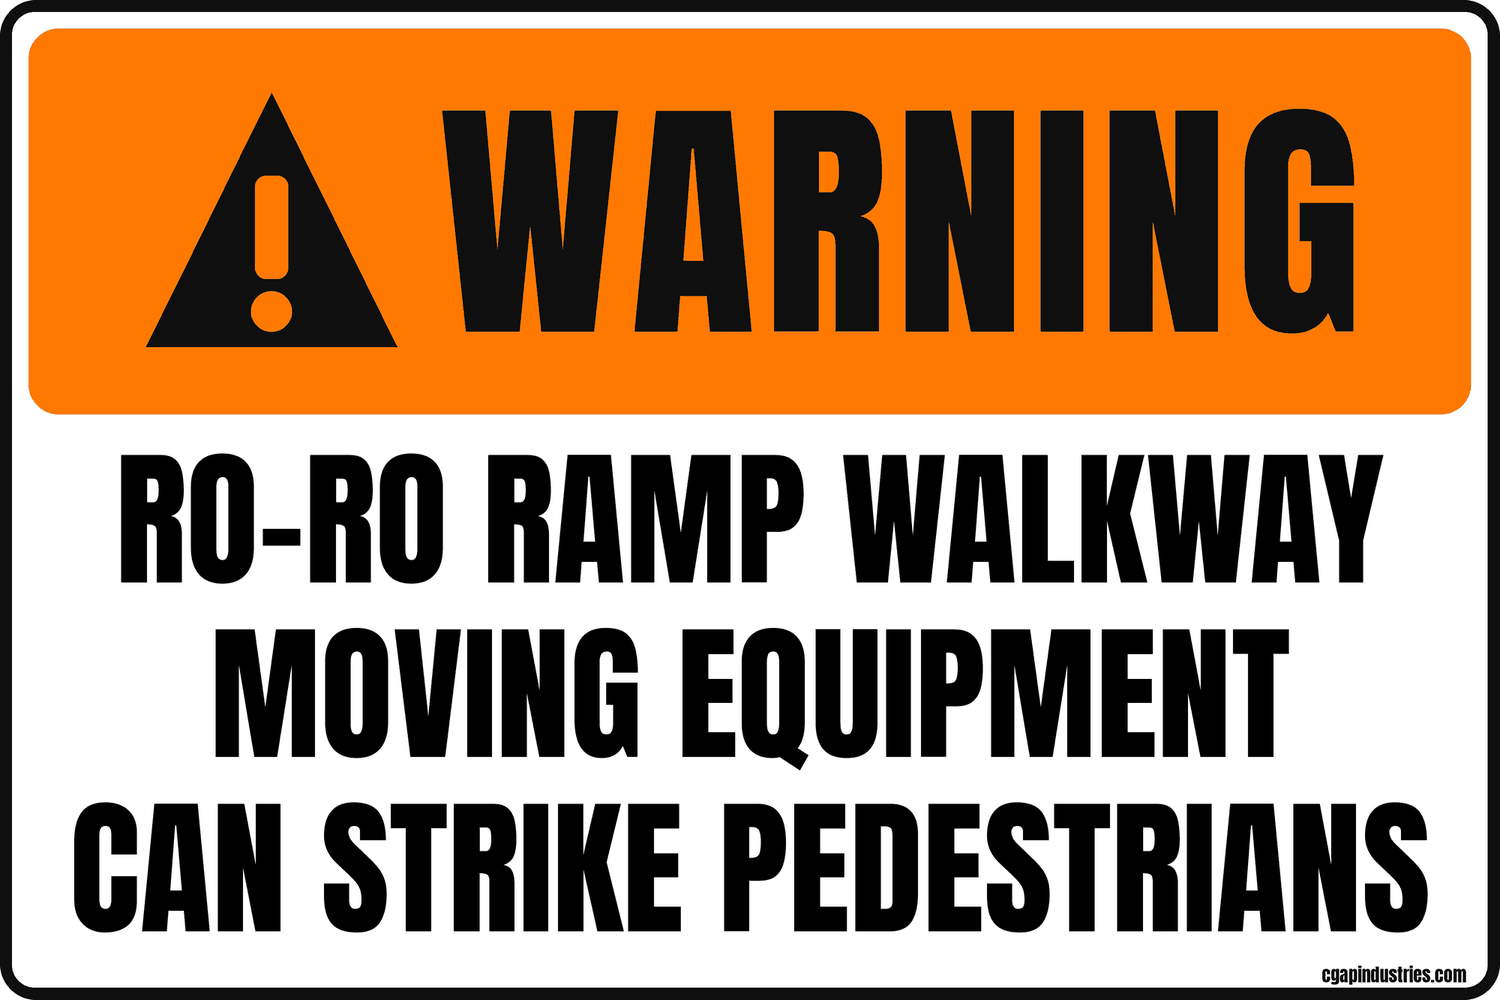 WARNING
RO-RO RAMP WALKWAY
MOVING EQUIPMENT
CAN STRIKE PEDESTRIANS
cgapindustries.com